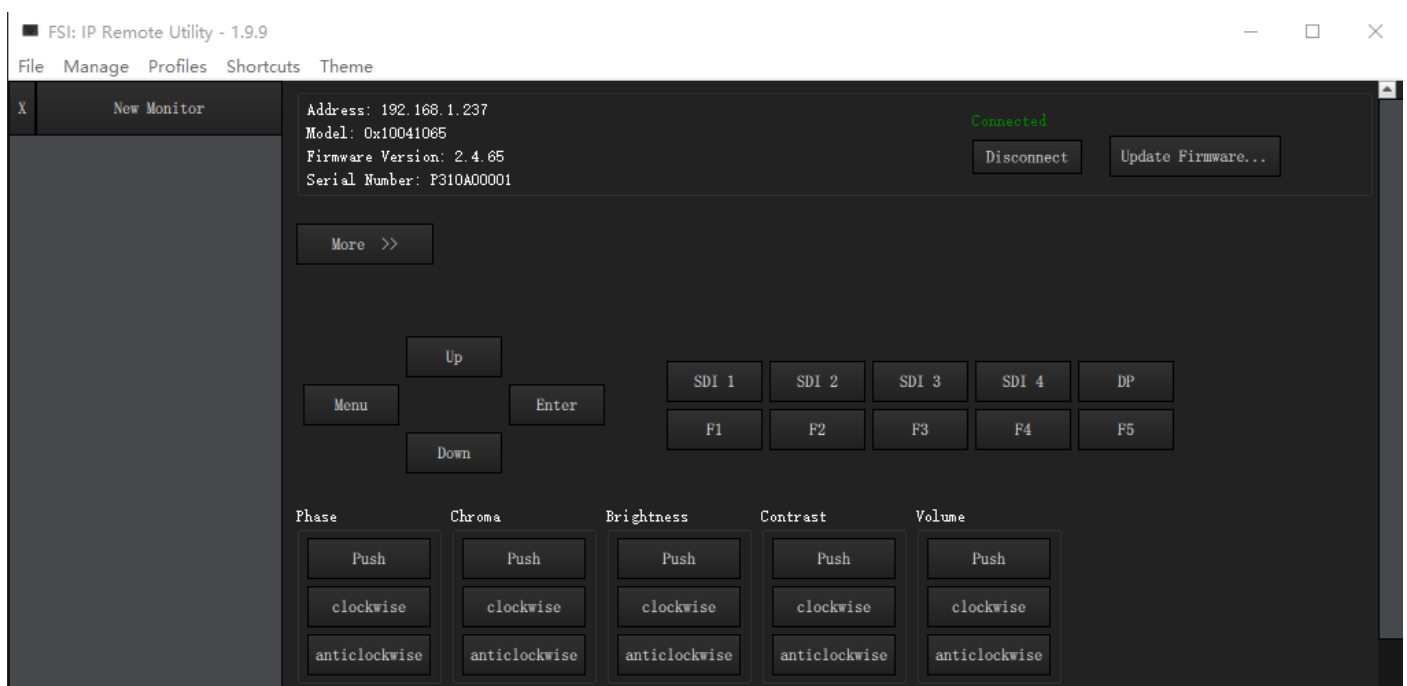 FSI: IP Remote Utility - 1.9.9
File Manage Profiles Shortcuts Theme
X New Monitor
Address: 192.168.1.237
Model: 0x10041065
Firmware Version: 2.4.65
Serial Number: P310A00001
Connected
Disconnect Update Firmware...
More >>
Up
Menu Enter
Down
SDI 1 SDI 2 SDI 3 SDI 4 DP
F1 F2 F3 F4 F5
Phase Chroma Brightness Contrast Volume
Push Push Push Push Push
clockwise clockwise clockwise clockwise clockwise
anticlockwise anticlockwise anticlockwise anticlockwise anticlockwise